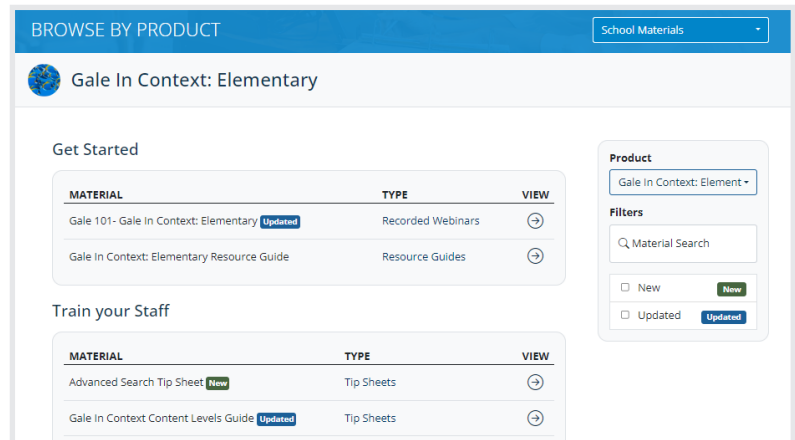 BROWSE BY PRODUCT
School Materials
Gale In Context: Elementary
Get Started
MATERIAL TYPE VIEW
Gale 101- Gale In Context: Elementary Updated Recorded Webinars
Gale In Context: Elementary Resource Guide Resource Guides
Train your Staff
MATERIAL TYPE VIEW
Advanced Search Tip Sheet New Tip Sheets
Gale In Context Content Levels Guide Updated Tip Sheets
Product
Gale In Context: Element
Filters
Material Search
New New
Updated Updated